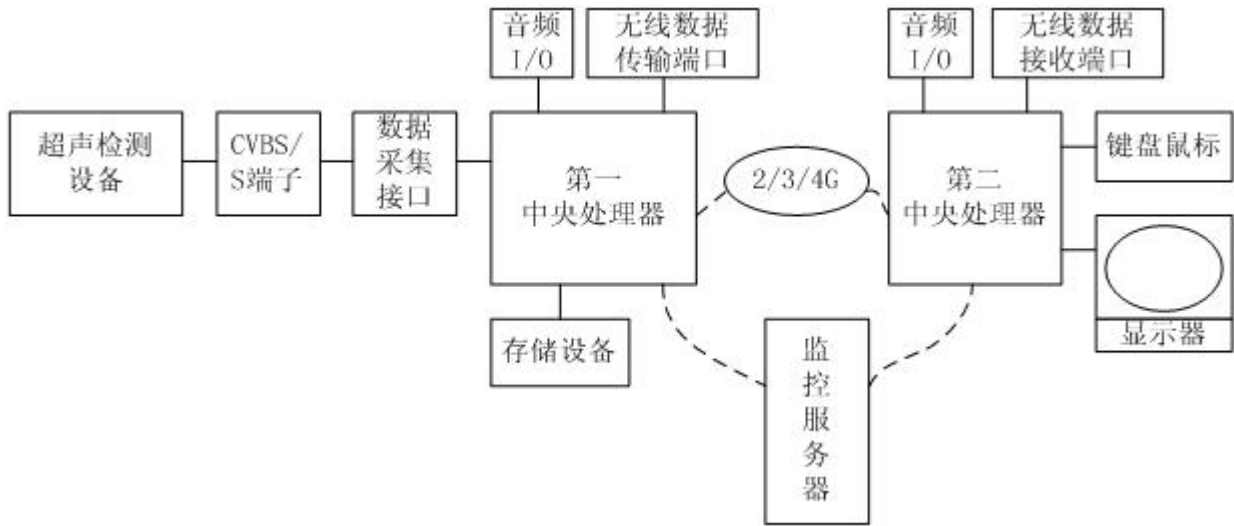 音频
I/O
无线数据
传输端口
音频
I/O
无线数据
接收端口
超声检测
设备
CVBS/
S端子
数据
采集
接口
第一
中央处理器
2/3/4G
第二
中央处理器
键盘鼠标
显示器
存储设备
监
控
服
务
器